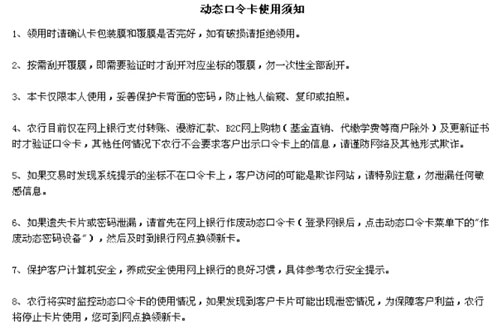 动态口令卡使用须知
1、领用时请确认卡包装膜和覆膜是否完好，如有破损请拒绝领用。
2、按需刮开覆膜，即需要验证时才刮开对应坐标的覆膜，勿一次性全部刮开。
3、本卡仅限本人使用，妥善保护卡背面的密码，防止他人偷窥、复印或拍照。
4、农行目前仅在网上银行支付转账、漫游汇款、B2C网上购物（基金直销、代缴学费等商户除外）及更新证书
时才验证口令卡，其他任何情况下农行不会要求客户出示口令卡上的信息，请谨防网络及其他形式欺诈。
5、如果交易时发现系统提示的坐标不在口令卡上，客户访问的可能是欺诈网站，请特别注意，勿泄漏任何敏
感信息。
6、如果遗失卡片或密码泄漏，请首先在网上银行作废动态口令卡（登录网银后，点击动态口令卡菜单下的"作
废动态密码设备"），然后及时到银行网点换领新卡。
7、保护客户计算机安全，养成安全使用网上银行的良好习惯，具体参考农行安全提示。
8、农行将实时监控动态口令卡的使用情况，如果发现到客户卡片可能出现泄密情况，为保障客户利益，农行
将停止卡片使用，您可到网点换领新卡。